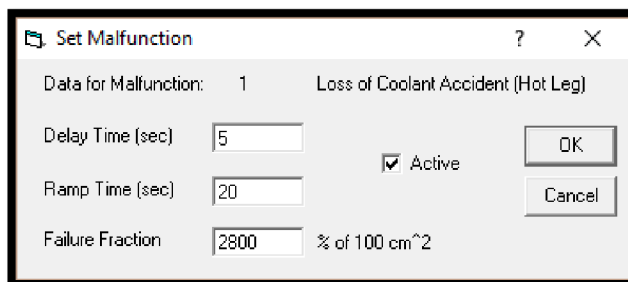 Set Malfunction ?
Data for Malfunction: 1 Loss of Coolant Accident (Hot Leg)
Delay Time (sec) 5 OK
Active
Ramp Time (sec) 20 Cancel
Failure Fraction 2800 % of 100 cm^2